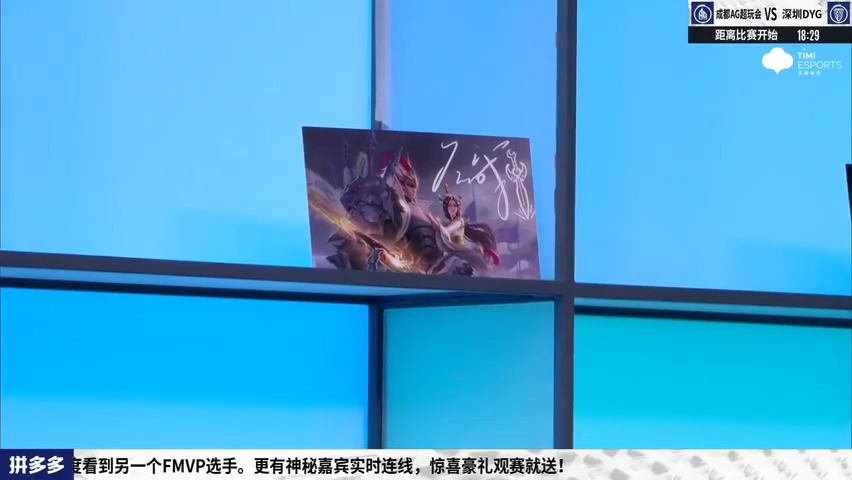 成都AG超玩会 VS 深圳DYG
距离比赛开始 18:29
TiMi
ESPORTS
拼多多
度看到另一个FMVP选手。更有神秘嘉宾实时连线，惊喜豪礼观赛就送！